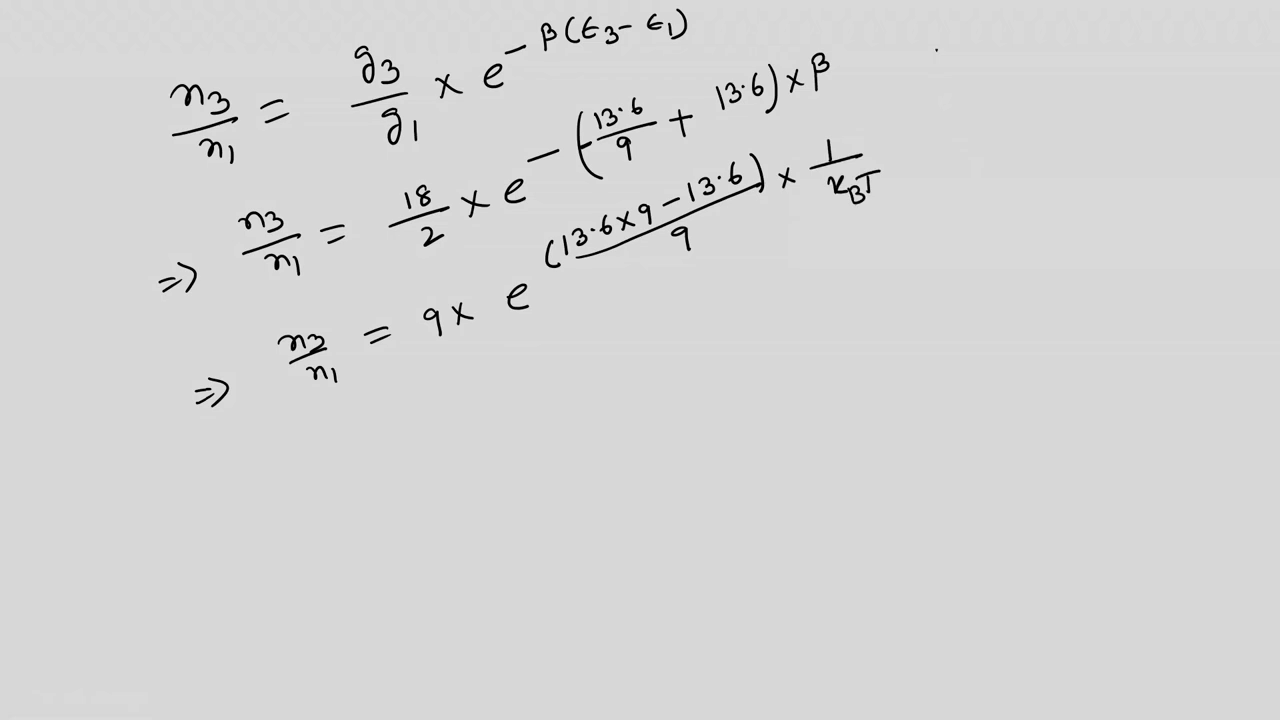 n3/n1 = g3/g1 × e^-β(ϵ3-ϵ1)
=> n3/n1 = 18/2 × e^-(-13.6/9 + 13.6)×β
=> n3/n1 = 9× e^(13.6×9-13.6)/9 × 1/KBT